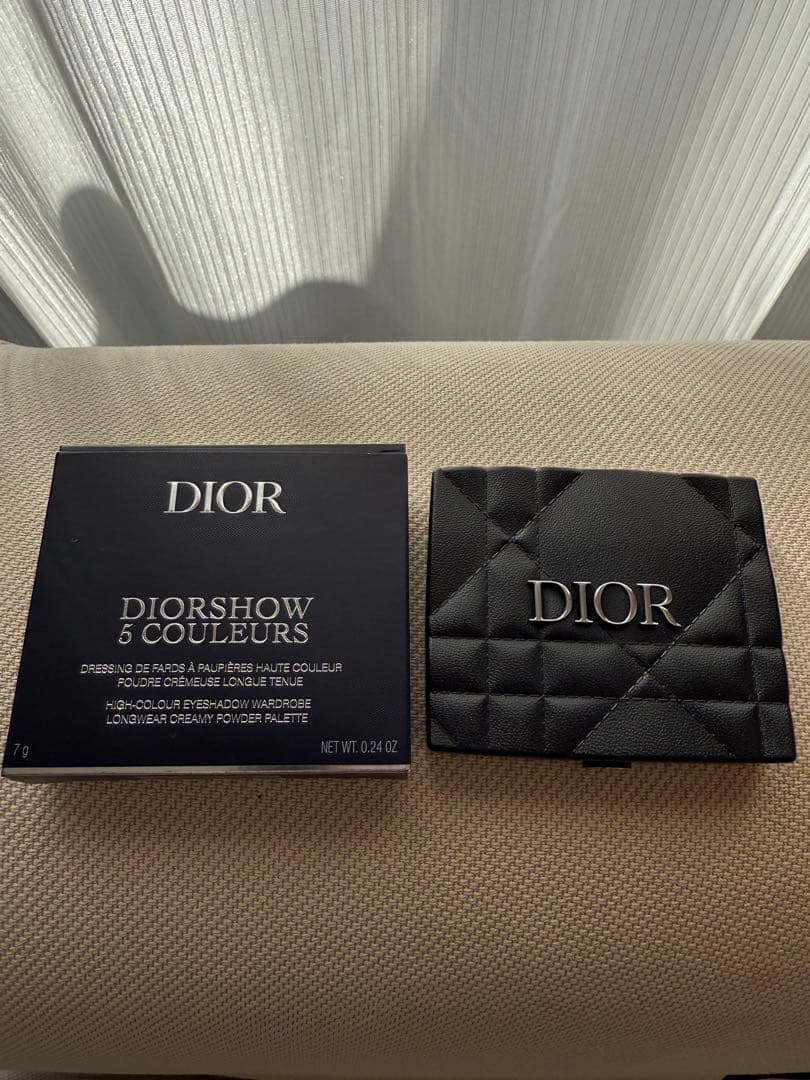 DIOR
DIORSHOW
5 COULEURS
DRESSING DE FARDS À PAUPIÈRES HAUTE COULEUR
POUDRE CRÉMEUSE LONGUE TENUE
HIGH-COLOUR EYESHADOW WARDROBE
LONGWEAR CREAMY POWDER PALETTE
7 g
NET WT. 0.24 OZ
DIOR